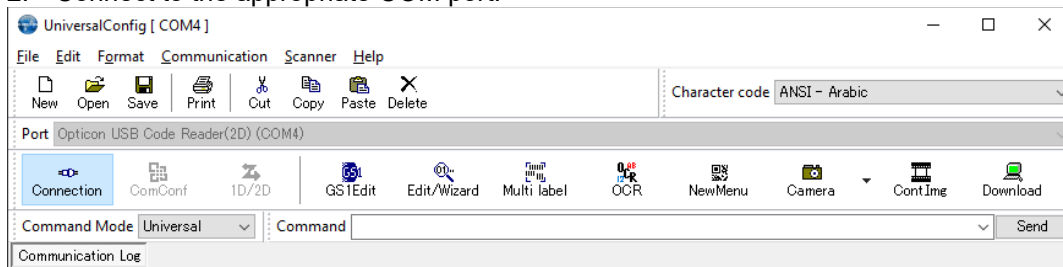 2. Connect to the appropriate COM port.
UniversalConfig [ COM4 ]
File Edit Format Communication Scanner Help
New Open Save Print Cut Copy Paste Delete Character code ANSI - Arabic
Port Opticon USB Code Reader(2D) (COM4)
Connection ComConf 1D/2D GS1Edit Edit/Wizard Multi label OCR NewMenu Camera ContImg Download
Command Mode Universal Command Send
Communication Log